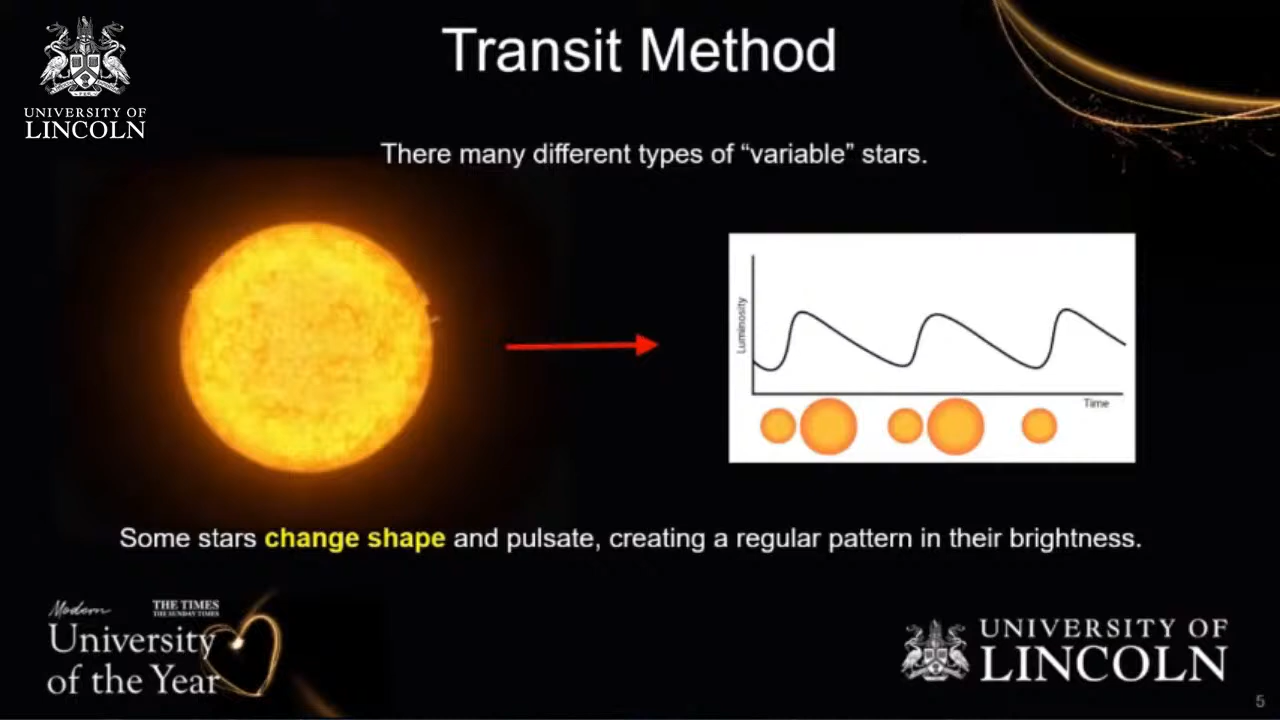 UNIVERSITY OF
LINCOLN
Transit Method
There many different types of “variable” stars.
Luminosity
Time
Some stars change shape and pulsate, creating a regular pattern in their brightness.
Modern
THE TIMES
THE SUNDAY TIMES
University
of the Year
UNIVERSITY OF
LINCOLN
5